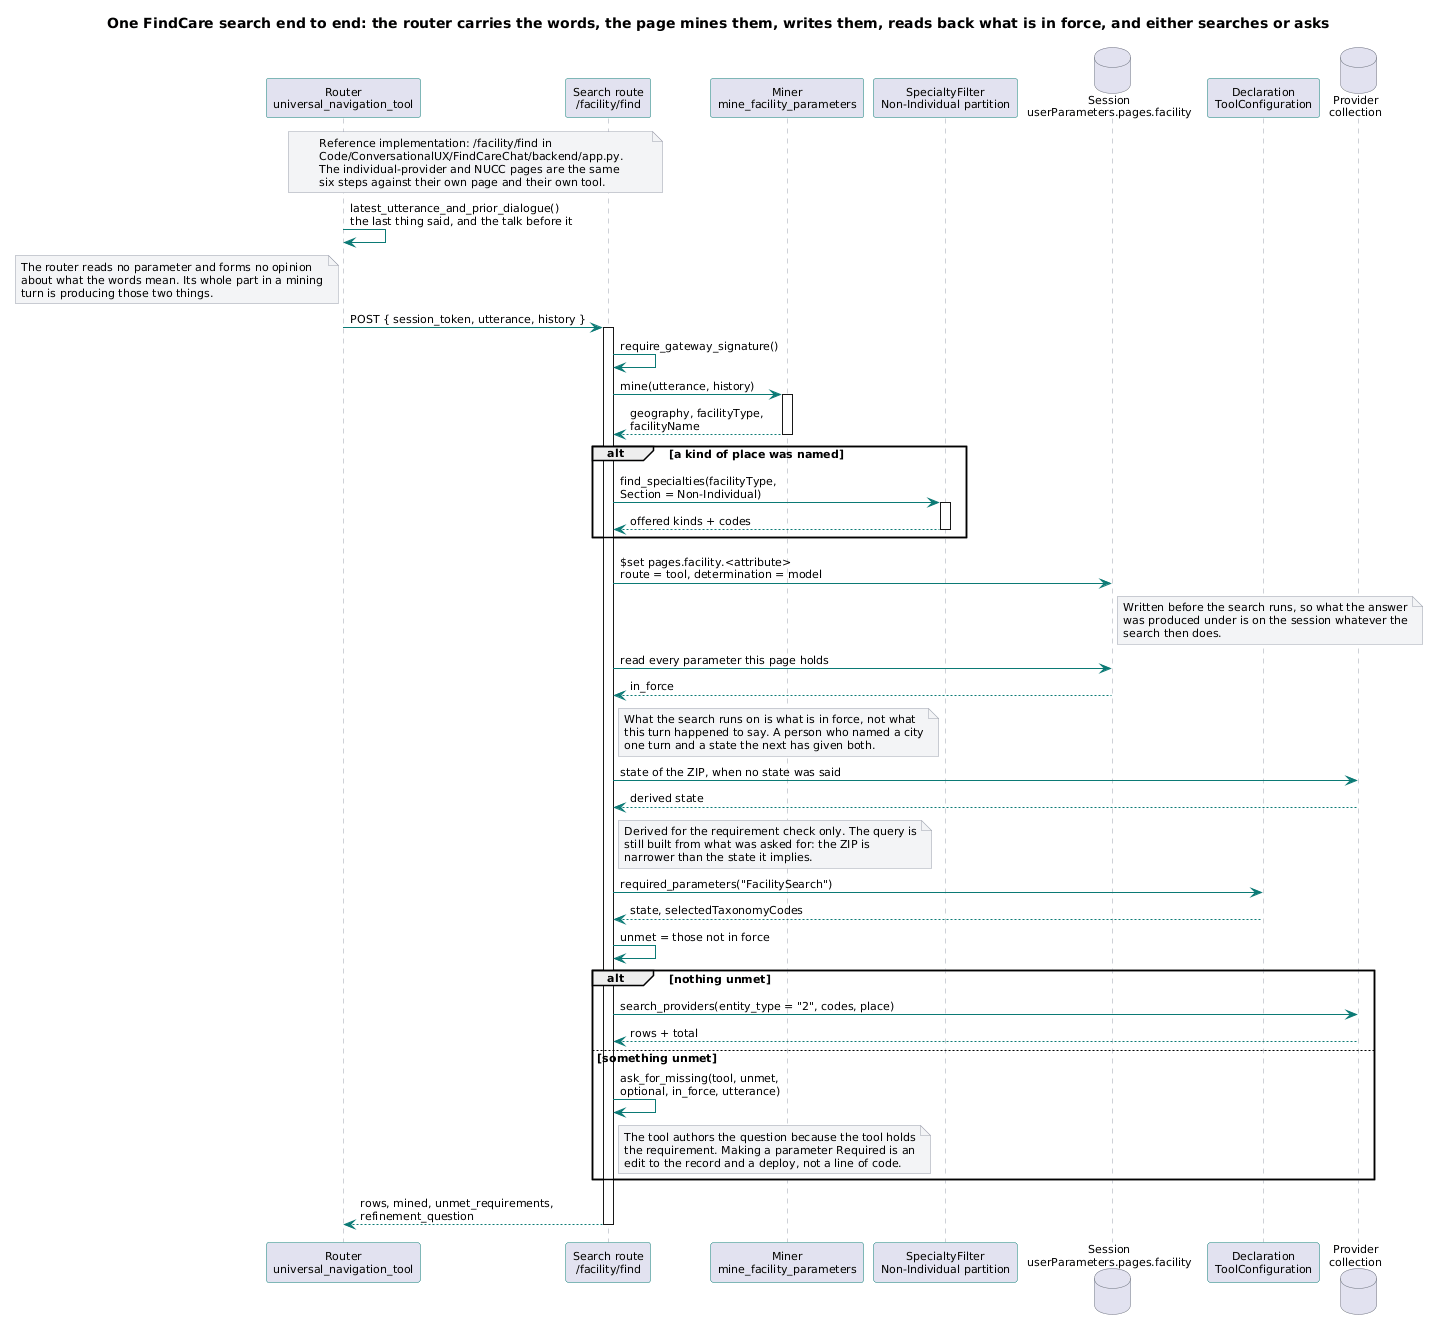 One FindCare search end to end: the router carries the words, the page mines them, writes them, reads back what is in force, and either searches or asks
Router
universal_navigation_tool
Search route
/facility/find
Miner
mine_facility_parameters
SpecialtyFilter
Non-Individual partition
Session
userParameters.pages.facility
Declaration
ToolConfiguration
Provider
collection
Reference implementation: /facility/find in
Code/ConversationalUX/FindCareChat/backend/app.py.
The individual-provider and NUCC pages are the same
six steps against their own page and their own tool.
latest_utterance_and_prior_dialogue()
the last thing said, and the talk before it
The router reads no parameter and forms no opinion
about what the words mean. Its whole part in a mining
turn is producing those two things.
POST { session_token, utterance, history }
require_gateway_signature()
mine(utterance, history)
geography, facilityType,
facilityName
alt
[a kind of place was named]
find_specialties(facilityType,
Section = Non-Individual)
offered kinds + codes
$set pages.facility.<attribute>
route = tool, determination = model
Written before the search runs, so what the answer
was produced under is on the session whatever the
search then does.
read every parameter this page holds
in_force
What the search runs on is what is in force, not what
this turn happened to say. A person who named a city
one turn and a state the next has given both.
state of the ZIP, when no state was said
derived state
Derived for the requirement check only. The query is
still built from what was asked for: the ZIP is
narrower than the state it implies.
required_parameters("FacilitySearch")
state, selectedTaxonomyCodes
unmet = those not in force
alt
[nothing unmet]
search_providers(entity_type = "2", codes, place)
rows + total
[something unmet]
ask_for_missing(tool, unmet,
optional, in_force, utterance)
The tool authors the question because the tool holds
the requirement. Making a parameter Required is an
edit to the record and a deploy, not a line of code.
rows, mined, unmet_requirements,
refinement_question
Router
universal_navigation_tool
Search route
/facility/find
Miner
mine_facility_parameters
SpecialtyFilter
Non-Individual partition
Session
userParameters.pages.facility
Declaration
ToolConfiguration
Provider
collection